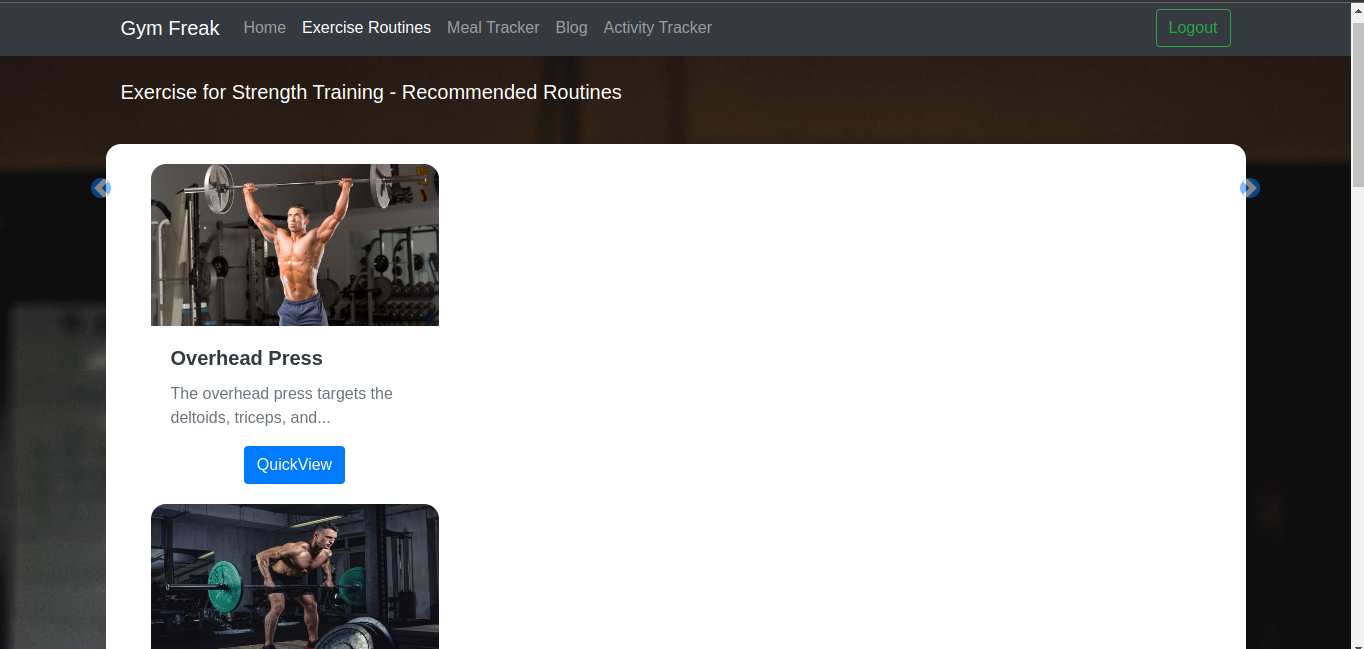 Gym Freak Home Exercise Routines Meal Tracker Blog Activity Tracker Logout
Exercise for Strength Training - Recommended Routines
Overhead Press
The overhead press targets the
deltoids, triceps, and...
QuickView